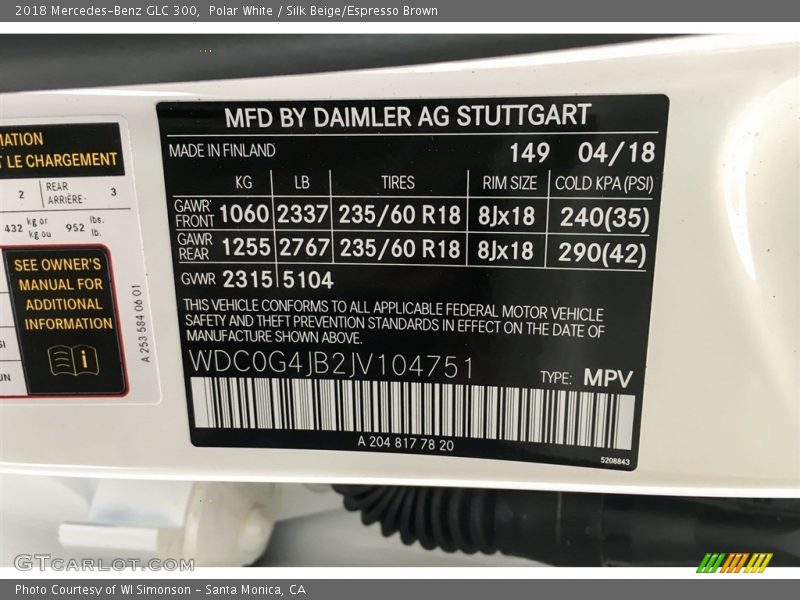 2018 Mercedes-Benz GLC 300,  Polar White / Silk Beige/Espresso Brown
MFD BY DAIMLER AG STUTTGART
MADE IN FINLAND 149 04/18
KG LB TIRES RIM SIZE COLD KPA (PSI)
GAWR FRONT 1060 2337 235/60 R18 8Jx18 240(35)
GAWR REAR 1255 2767 235/60 R18 8Jx18 290(42)
GVWR 2315 5104
THIS VEHICLE CONFORMS TO ALL APPLICABLE FEDERAL MOTOR VEHICLE
SAFETY AND THEFT PREVENTION STANDARDS IN EFFECT ON THE DATE OF
MANUFACTURE SHOWN ABOVE.
WDC0G4JB2JV104751
TYPE: MPV
A 204 817 78 20
5208843
LE CHARGEMENT
2 REAR ARRIÈRE 3
432 kg or kg ou 952 lbs. lb.
SEE OWNER'S
MANUAL FOR
ADDITIONAL
INFORMATION
i
A 253 584 06 01
GTCARLOT.COM
Photo Courtesy of WI Simonson - Santa Monica, CA